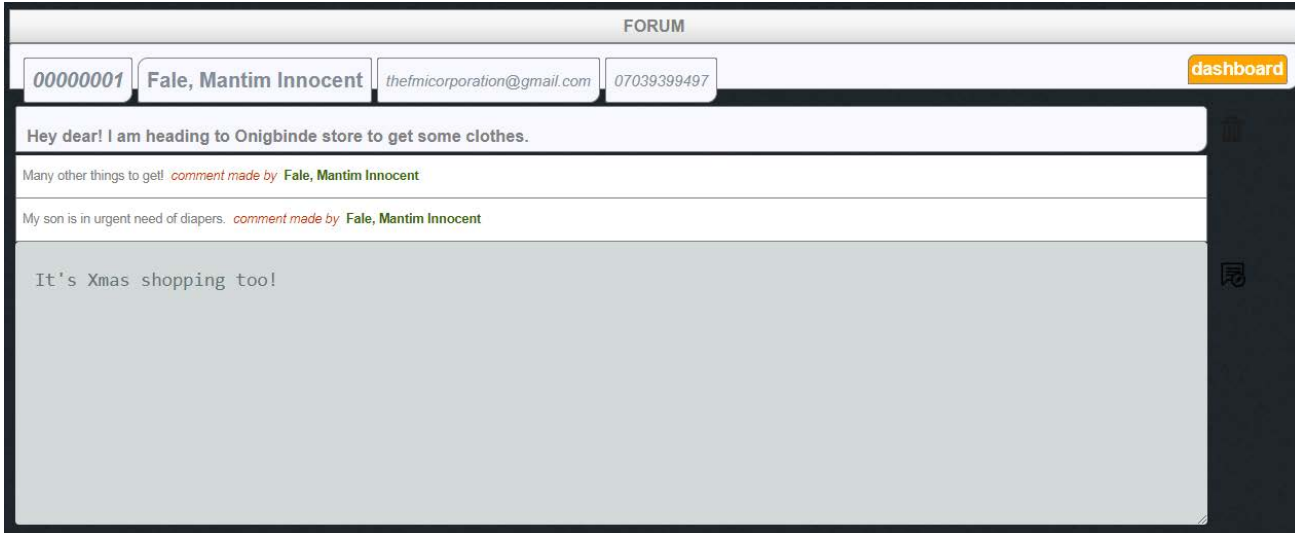 FORUM
00000001 Fale, Mantim Innocent thefmicorporation@gmail.com 07039399497 dashboard
Hey dear! I am heading to Onigbinde store to get some clothes.
Many other things to get! comment made by Fale, Mantim Innocent
My son is in urgent need of diapers. comment made by Fale, Mantim Innocent
It's Xmas shopping too!